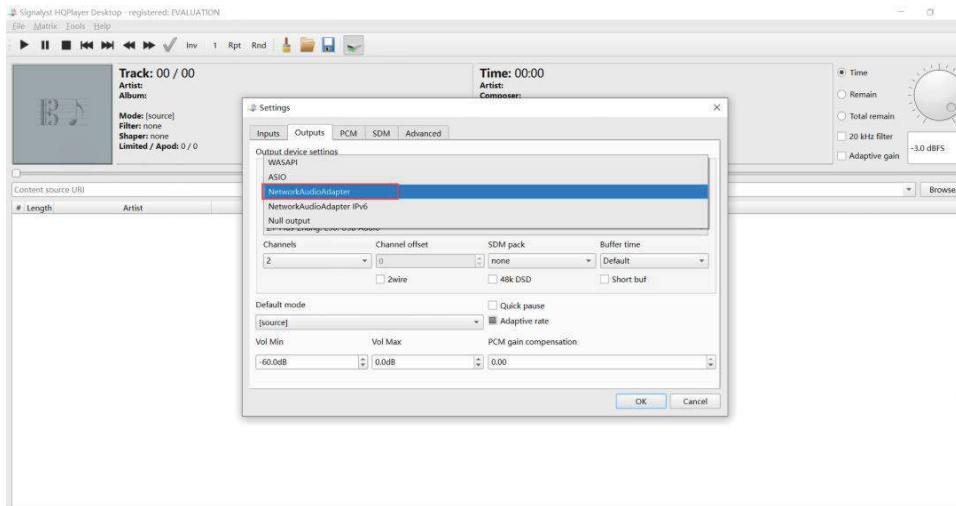 Signalyst HQPlayer Desktop - registered: EVALUATION
File Matrix Tools Help
Inv 1 Rpt Rnd
Track: 00 / 00
Artist:
Album:
Mode: [source]
Filter: none
Shaper: none
Limited / Apod: 0 / 0
Time: 00:00
Artist:
Composer:
Time
Remain
Total remain
20 kHz filter
Adaptive gain
-3.0 dBFS
Content source URI
Browse
# Length Artist
Settings
Inputs Outputs PCM SDM Advanced
Output device settings
WASAPI
ASIO
NetworkAudioAdapter
NetworkAudioAdapter IPv6
Null output
USB Audio
Channels Channel offset SDM pack Buffer time
2 0 none Default
2wire 48k DSD Short buf
Default mode
Quick pause
[source]
Adaptive rate
Vol Min Vol Max PCM gain compensation
-60.0dB 0.0dB 0.00
OK Cancel